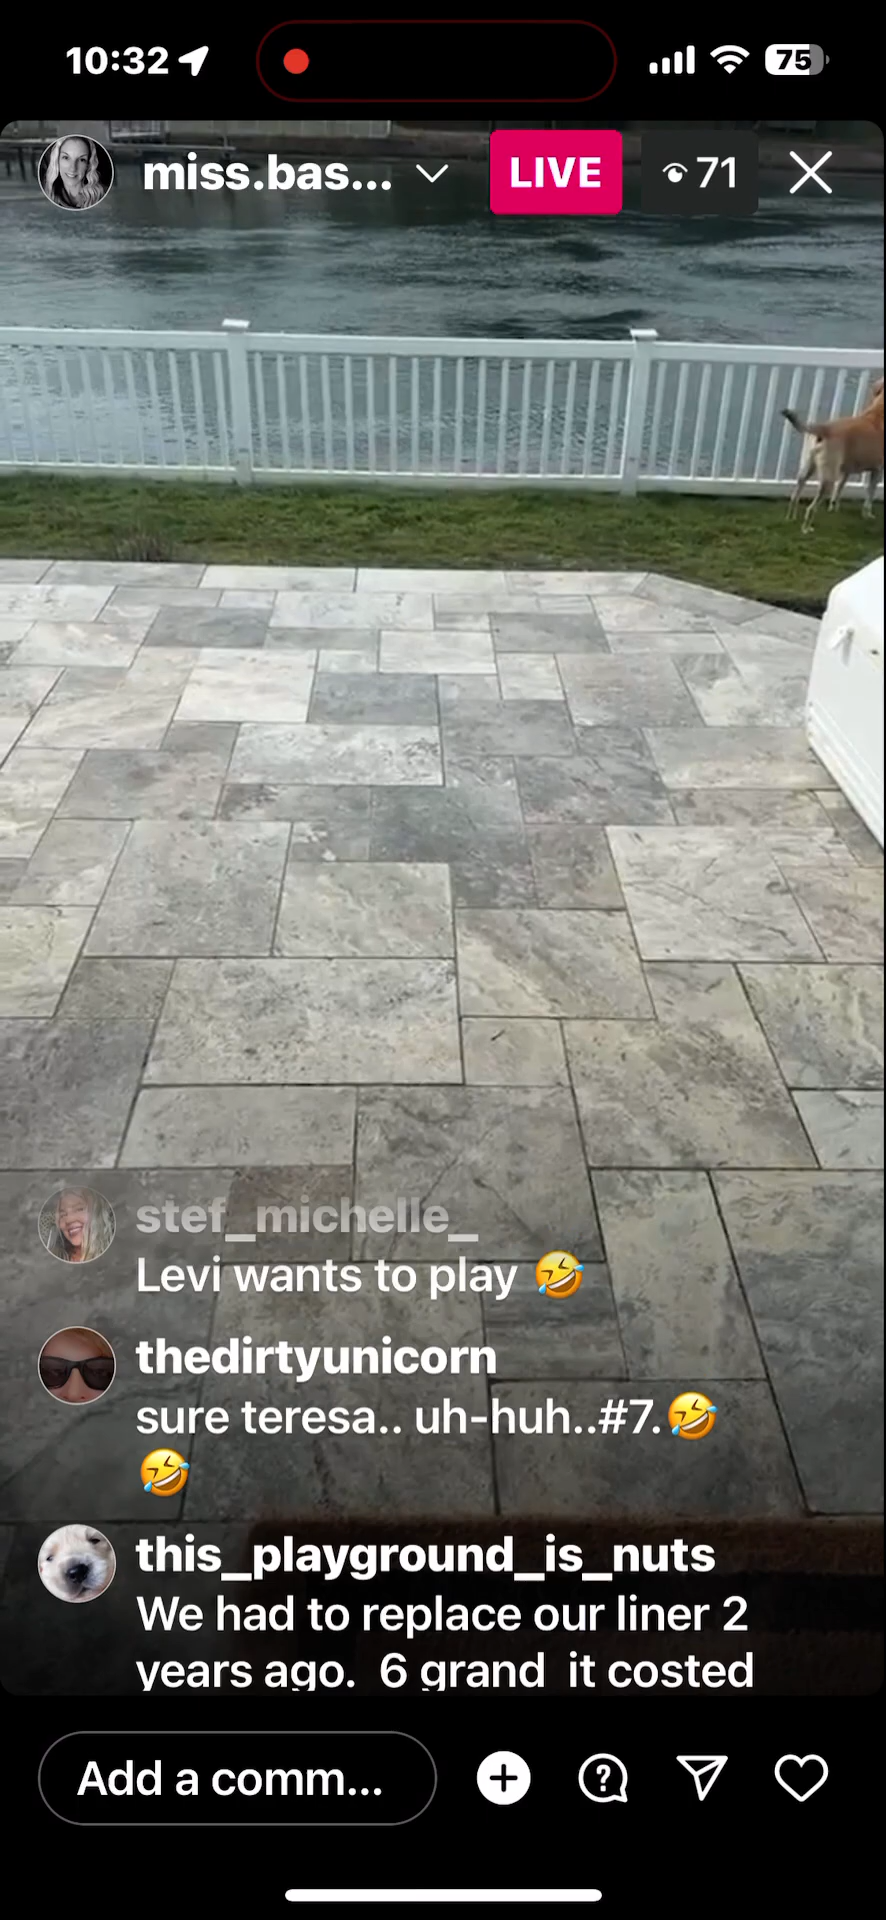 10:32
75
miss.bas...
LIVE
71
stef_michelle_
Levi wants to play 🤣
thedirtyunicorn
sure teresa.. uh-huh..#7.🤣
🤣
this_playground_is_nuts
We had to replace our liner 2
years ago.  6 grand  it costed
Add a comm...